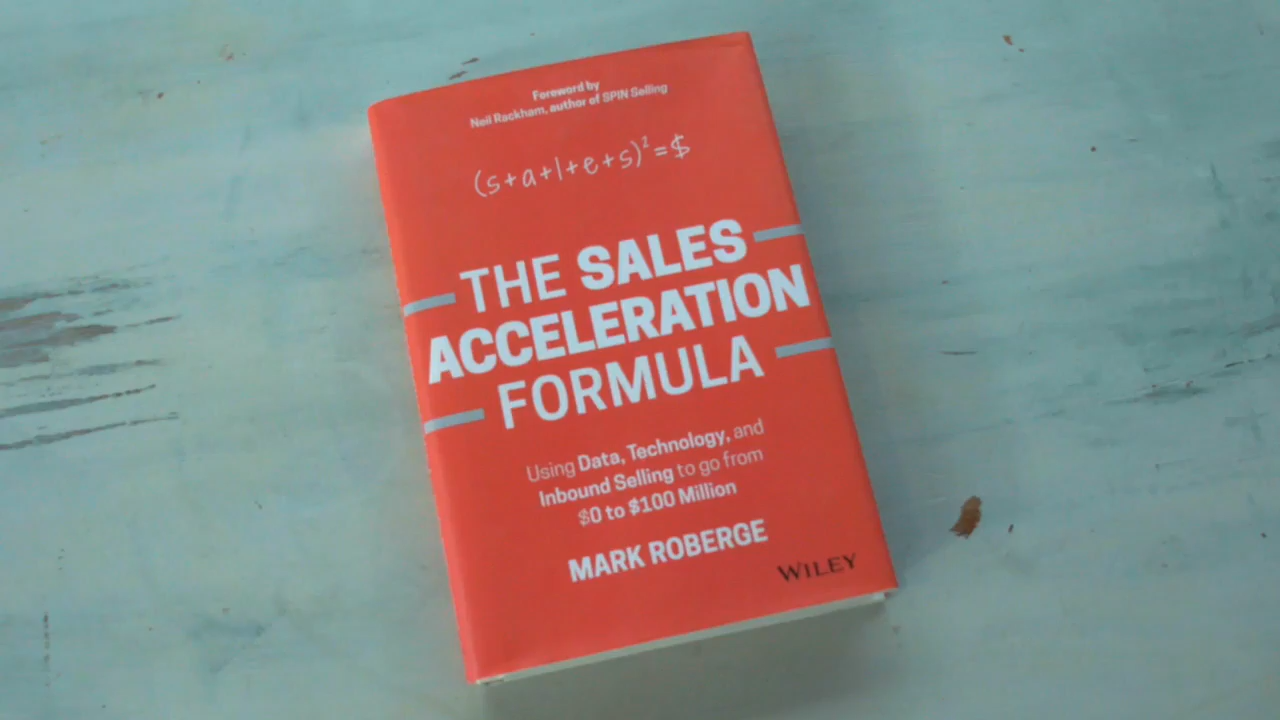 Foreword by
Neil Rackham, author of SPIN Selling
(s+a+l+e+s)²=$
THE SALES
ACCELERATION
FORMULA
Using Data, Technology, and
Inbound Selling to go from
$0 to $100 Million
MARK ROBERGE
WILEY